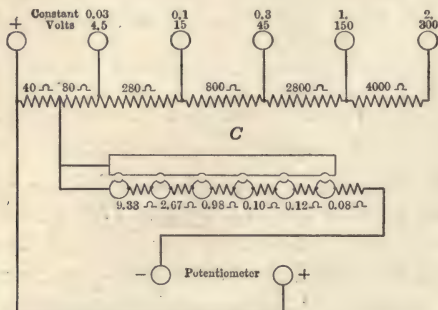 Constant 0.03 0.1 0.3 1. 2.
+ Volts 4.5 15 45 150 300
40 Ω 80 Ω 280 Ω 800 Ω 2800 Ω 4000 Ω
C
9.33 Ω 2.67 Ω 0.98 Ω 0.10 Ω 0.12 Ω 0.08 Ω
− Potentiometer +